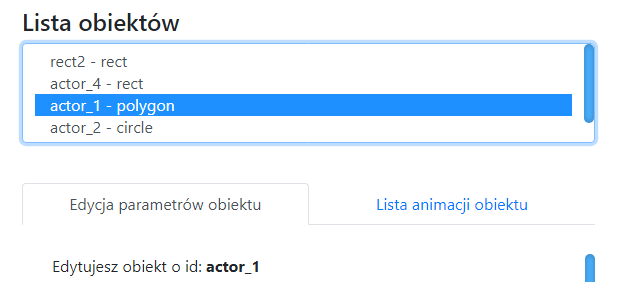 Lista obiektów
rect2 - rect
actor_4 - rect
actor_1 - polygon
actor_2 - circle
Edycja parametrów obiektu
Lista animacji obiektu
Edytujesz obiekt o id: actor_1